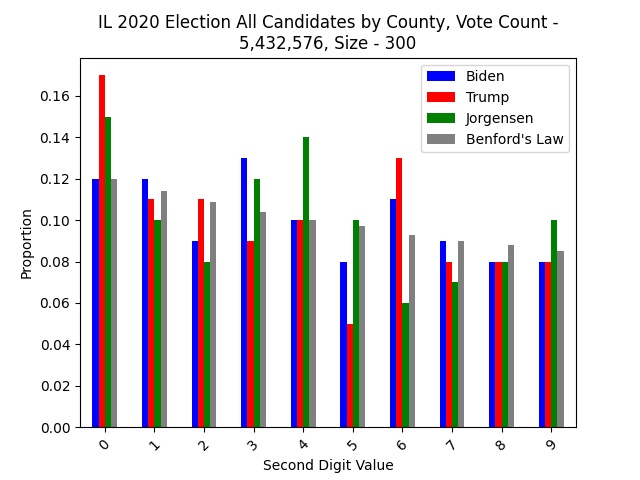 IL 2020 Election All Candidates by County, Vote Count -
5,432,576, Size - 300
Biden
Trump
Jorgensen
Benford's Law
Proportion
0.16
0.14
0.12
0.10
0.08
0.06
0.04
0.02
0.00
0 1 2 3 4 5 6 7 8 9
Second Digit Value